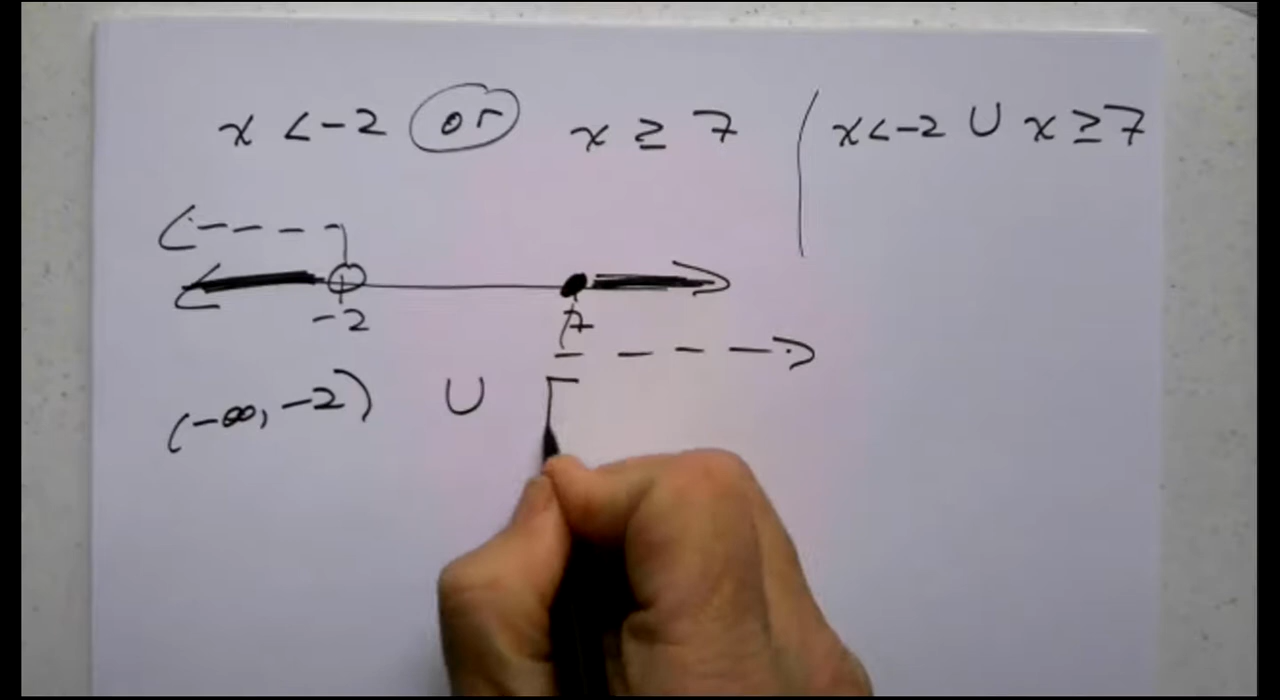 x < -2 or x ≥ 7 | x < -2 ∪ x ≥ 7
-2 7
(-∞, -2) ∪ [